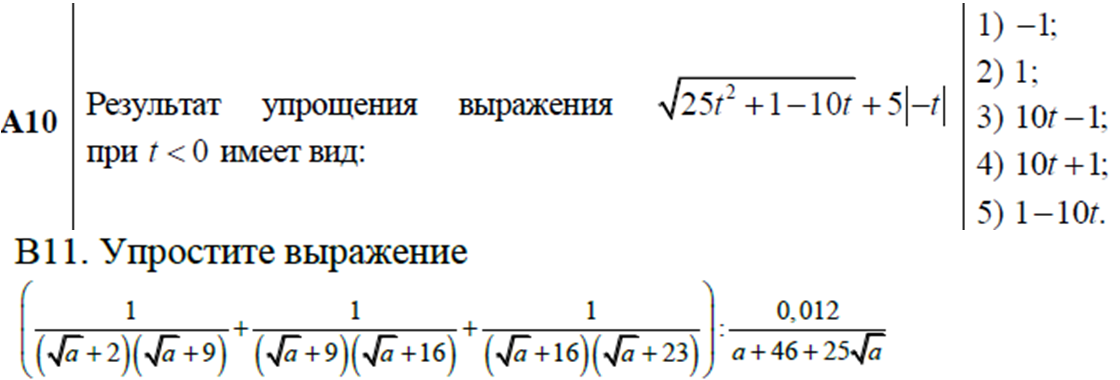 А10
Результат упрощения выражения √(25t² + 1 − 10t) + 5|−t|
при t < 0 имеет вид:
1) −1;
2) 1;
3) 10t − 1;
4) 10t + 1;
5) 1 − 10t.
В11. Упростите выражение
(1/((√a + 2)(√a + 9)) + 1/((√a + 9)(√a + 16)) + 1/((√a + 16)(√a + 23))) : 0,012/(a + 46 + 25√a)